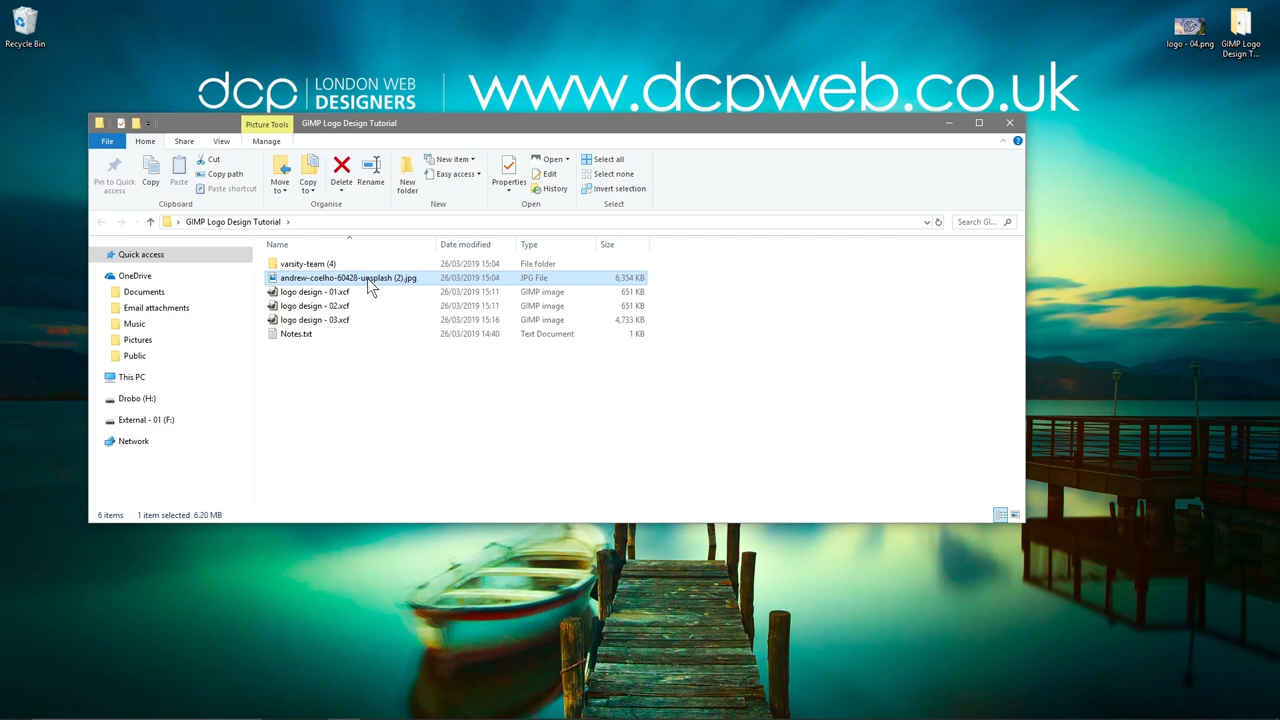 Recycle Bin
logo - 04.png
GIMP Logo
Design T...
dcp
LONDON WEB
DESIGNERS
www.dcpweb.co.uk
Picture Tools
GIMP Logo Design Tutorial
File
Home
Share
View
Manage
Pin to Quick
access
Copy
Paste
Cut
Copy path
Paste shortcut
Clipboard
Move
to
Copy
to
Delete
Rename
Organise
New
folder
New item
Easy access
New
Properties
Open
Edit
History
Open
Select all
Select none
Invert selection
Select
GIMP Logo Design Tutorial
Search GI...
Name
Date modified
Type
Size
Quick access
OneDrive
Documents
Email attachments
Music
Pictures
Public
This PC
Drobo (H:)
External - 01 (F:)
Network
varsity-team (4) 26/03/2019 15:04 File folder
andrew-coelho-60428-unsplash (2).jpg 26/03/2019 15:04 JPG File 6,354 KB
logo design - 01.xcf 26/03/2019 15:11 GIMP image 651 KB
logo design - 02.xcf 26/03/2019 15:11 GIMP image 651 KB
logo design - 03.xcf 26/03/2019 15:16 GIMP image 4,733 KB
Notes.txt 26/03/2019 14:40 Text Document 1 KB
6 items 1 item selected 6.20 MB